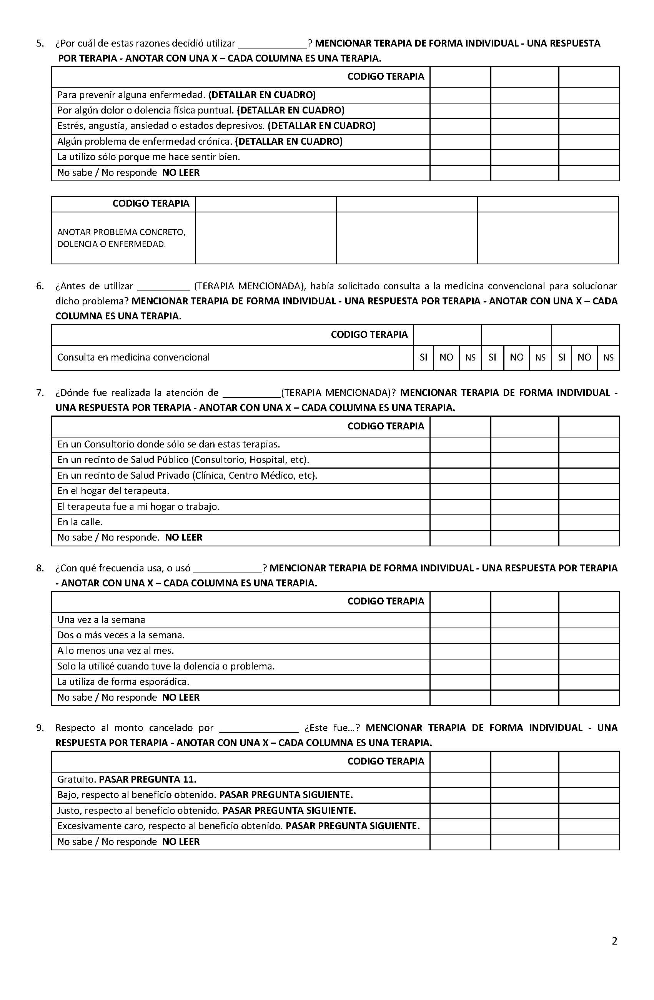 5. ¿Por cuál de estas razones decidió utilizar _____________? MENCIONAR TERAPIA DE FORMA INDIVIDUAL - UNA RESPUESTA
POR TERAPIA - ANOTAR CON UNA X – CADA COLUMNA ES UNA TERAPIA.
CODIGO TERAPIA
Para prevenir alguna enfermedad. (DETALLAR EN CUADRO)
Por algún dolor o dolencia física puntual. (DETALLAR EN CUADRO)
Estrés, angustia, ansiedad o estados depresivos. (DETALLAR EN CUADRO)
Algún problema de enfermedad crónica. (DETALLAR EN CUADRO)
La utilizo sólo porque me hace sentir bien.
No sabe / No responde NO LEER
CODIGO TERAPIA
ANOTAR PROBLEMA CONCRETO,
DOLENCIA O ENFERMEDAD.
6. ¿Antes de utilizar __________ (TERAPIA MENCIONADA), había solicitado consulta a la medicina convencional para solucionar
dicho problema? MENCIONAR TERAPIA DE FORMA INDIVIDUAL - UNA RESPUESTA POR TERAPIA - ANOTAR CON UNA X – CADA
COLUMNA ES UNA TERAPIA.
CODIGO TERAPIA
Consulta en medicina convencional SI NO NS SI NO NS SI NO NS
7. ¿Dónde fue realizada la atención de ___________(TERAPIA MENCIONADA)? MENCIONAR TERAPIA DE FORMA INDIVIDUAL -
UNA RESPUESTA POR TERAPIA - ANOTAR CON UNA X – CADA COLUMNA ES UNA TERAPIA.
CODIGO TERAPIA
En un Consultorio donde sólo se dan estas terapias.
En un recinto de Salud Público (Consultorio, Hospital, etc).
En un recinto de Salud Privado (Clínica, Centro Médico, etc).
En el hogar del terapeuta.
El terapeuta fue a mi hogar o trabajo.
En la calle.
No sabe / No responde. NO LEER
8. ¿Con qué frecuencia usa, o usó _____________? MENCIONAR TERAPIA DE FORMA INDIVIDUAL - UNA RESPUESTA POR TERAPIA
- ANOTAR CON UNA X – CADA COLUMNA ES UNA TERAPIA.
CODIGO TERAPIA
Una vez a la semana
Dos o más veces a la semana.
A lo menos una vez al mes.
Solo la utilicé cuando tuve la dolencia o problema.
La utiliza de forma esporádica.
No sabe / No responde NO LEER
9. Respecto al monto cancelado por _______________ ¿Este fue…? MENCIONAR TERAPIA DE FORMA INDIVIDUAL - UNA
RESPUESTA POR TERAPIA - ANOTAR CON UNA X – CADA COLUMNA ES UNA TERAPIA.
CODIGO TERAPIA
Gratuito. PASAR PREGUNTA 11.
Bajo, respecto al beneficio obtenido. PASAR PREGUNTA SIGUIENTE.
Justo, respecto al beneficio obtenido. PASAR PREGUNTA SIGUIENTE.
Excesivamente caro, respecto al beneficio obtenido. PASAR PREGUNTA SIGUIENTE.
No sabe / No responde NO LEER
2